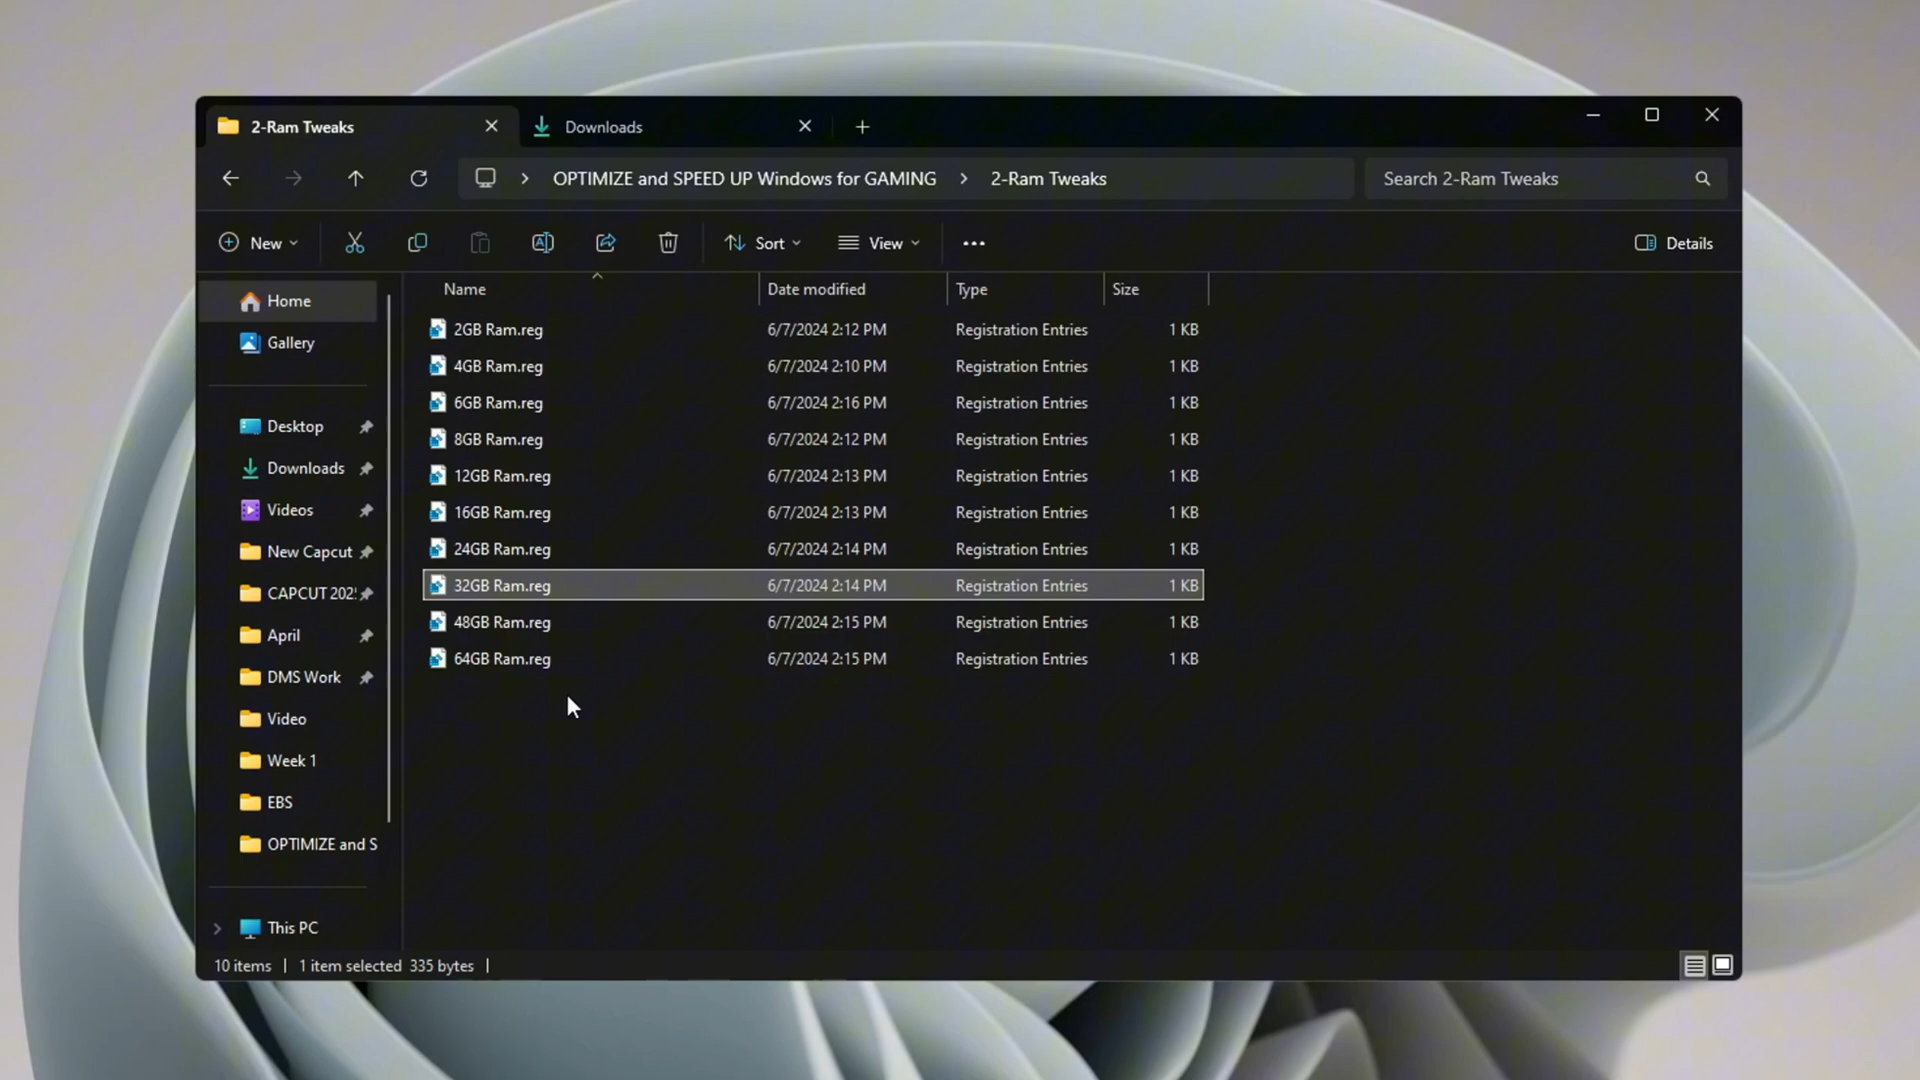 2-Ram Tweaks
Downloads
OPTIMIZE and SPEED UP Windows for GAMING
2-Ram Tweaks
Search 2-Ram Tweaks
New
Sort
View
Details
Name Date modified Type Size
2GB Ram.reg 6/7/2024 2:12 PM Registration Entries 1 KB
4GB Ram.reg 6/7/2024 2:10 PM Registration Entries 1 KB
6GB Ram.reg 6/7/2024 2:16 PM Registration Entries 1 KB
8GB Ram.reg 6/7/2024 2:12 PM Registration Entries 1 KB
12GB Ram.reg 6/7/2024 2:13 PM Registration Entries 1 KB
16GB Ram.reg 6/7/2024 2:13 PM Registration Entries 1 KB
24GB Ram.reg 6/7/2024 2:14 PM Registration Entries 1 KB
32GB Ram.reg 6/7/2024 2:14 PM Registration Entries 1 KB
48GB Ram.reg 6/7/2024 2:15 PM Registration Entries 1 KB
64GB Ram.reg 6/7/2024 2:15 PM Registration Entries 1 KB
Home
Gallery
Desktop
Downloads
Videos
New Capcut
CAPCUT 202
April
DMS Work
Video
Week 1
EBS
OPTIMIZE and S
This PC
10 items | 1 item selected 335 bytes |